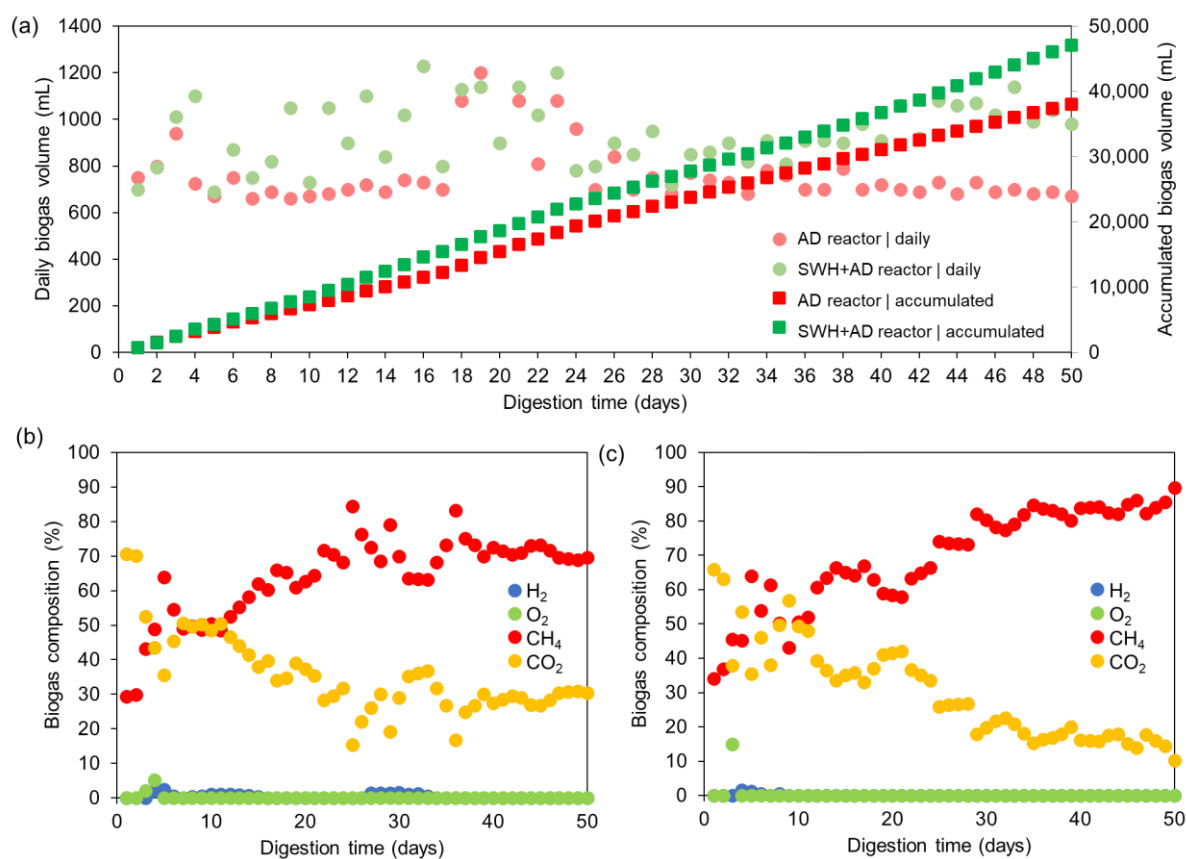 (a)
Daily biogas volume (mL)
1400
1200
1000
800
600
400
200
0
50,000
40,000
30,000
20,000
10,000
0
Accumulated biogas volume (mL)
AD reactor | daily
SWH+AD reactor | daily
AD reactor | accumulated
SWH+AD reactor | accumulated
0 2 4 6 8 10 12 14 16 18 20 22 24 26 28 30 32 34 36 38 40 42 44 46 48 50
Digestion time (days)
(b)
Biogas composition (%)
100
90
80
70
60
50
40
30
20
10
0
H₂
O₂
CH₄
CO₂
0 10 20 30 40 50
Digestion time (days)
(c)
Biogas composition (%)
100
90
80
70
60
50
40
30
20
10
0
H₂
O₂
CH₄
CO₂
0 10 20 30 40 50
Digestion time (days)